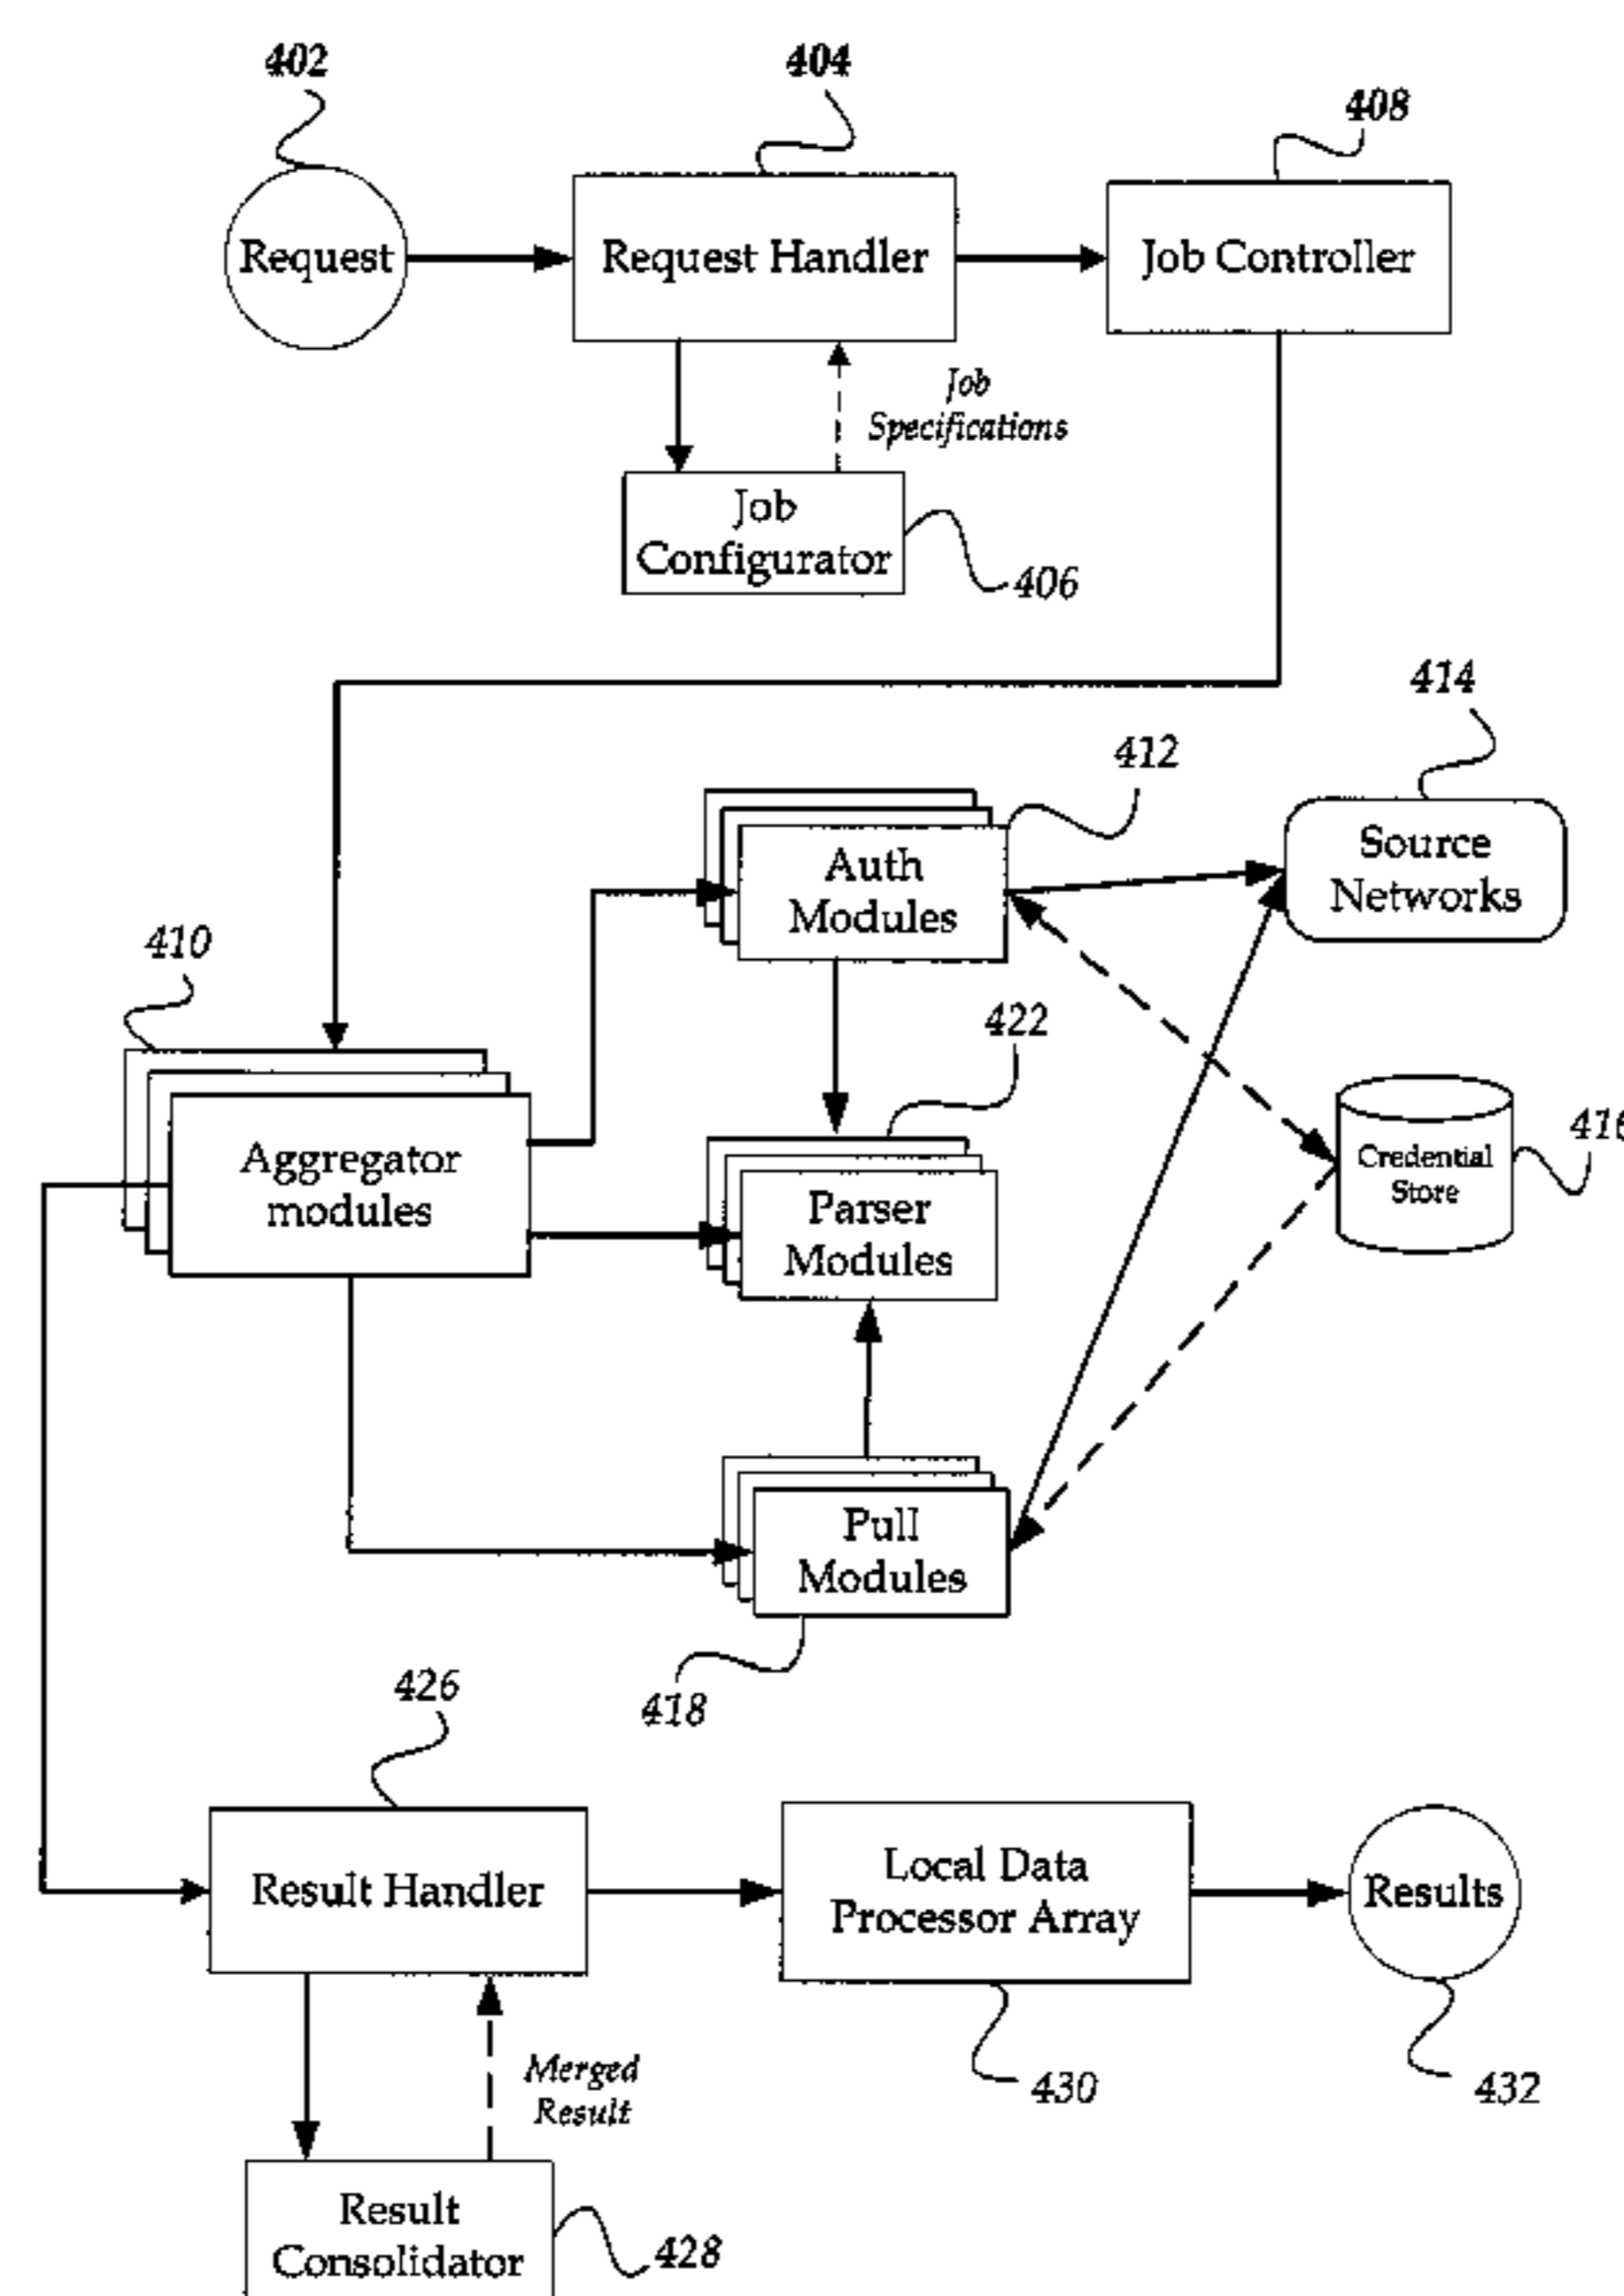 402
404
408
Request
Request Handler
Job Controller
Job
Specifications
Job
Configurator
406
414
412
Source
Networks
Auth
Modules
410
422
416
Credential
Store
Aggregator
modules
Parser
Modules
Pull
Modules
418
426
Result Handler
Local Data
Processor Array
Results
Merged
Result
430
432
Result
Consolidator
428